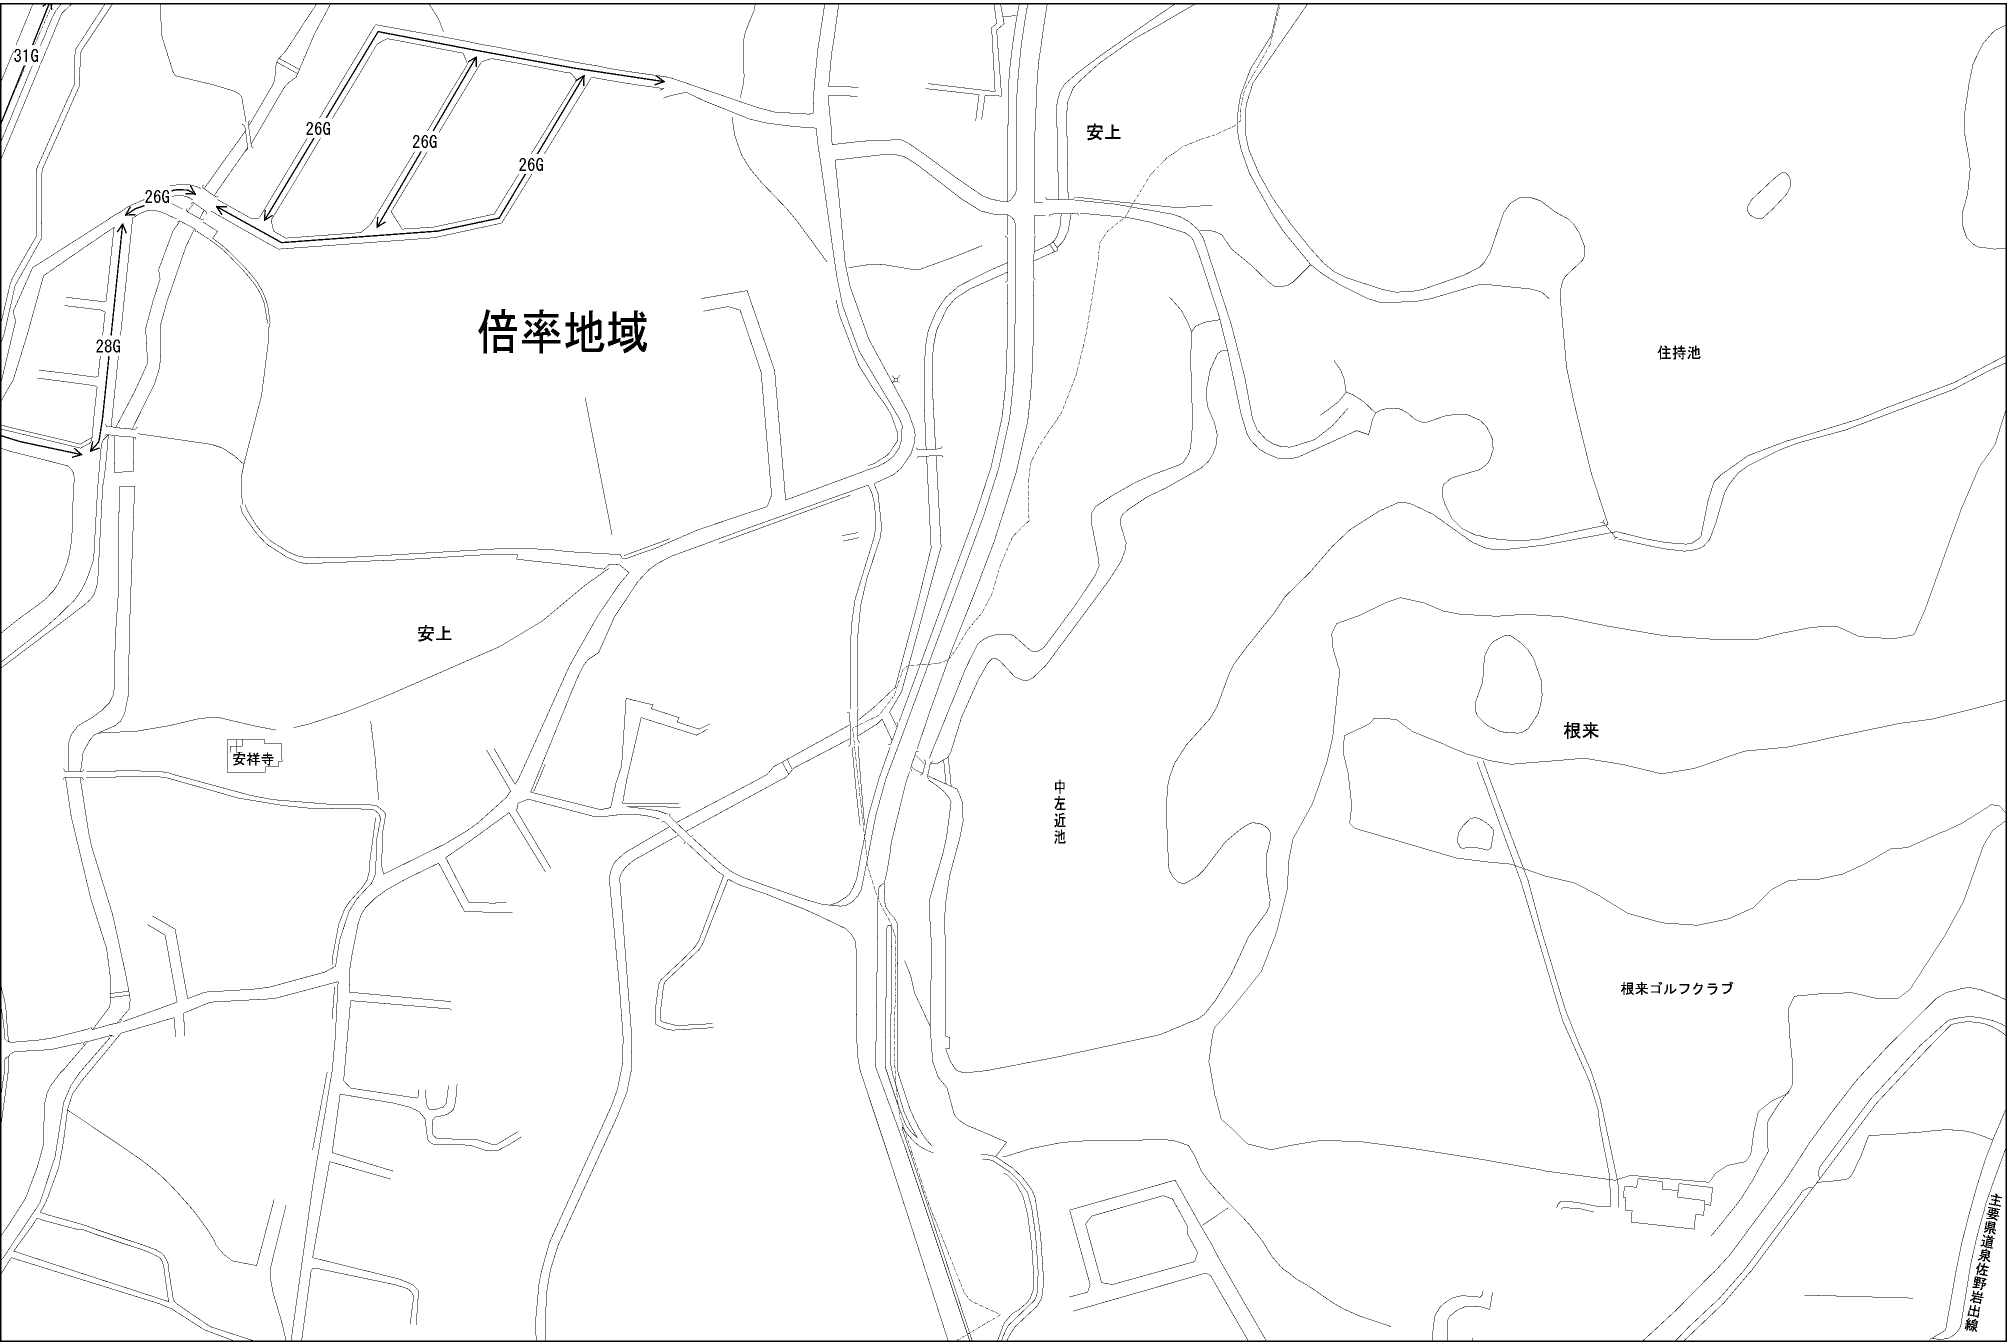 31G
26G
26G
26G
安上
26G
倍率地域
28G
住持池
安上
根来
安祥寺
中左近池
根来ゴルフクラブ
主要県道泉佐野岩出線